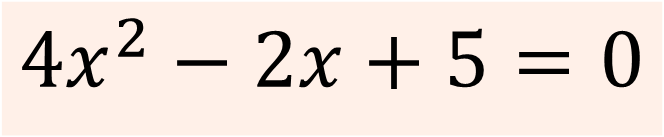 4x² − 2x + 5 = 0